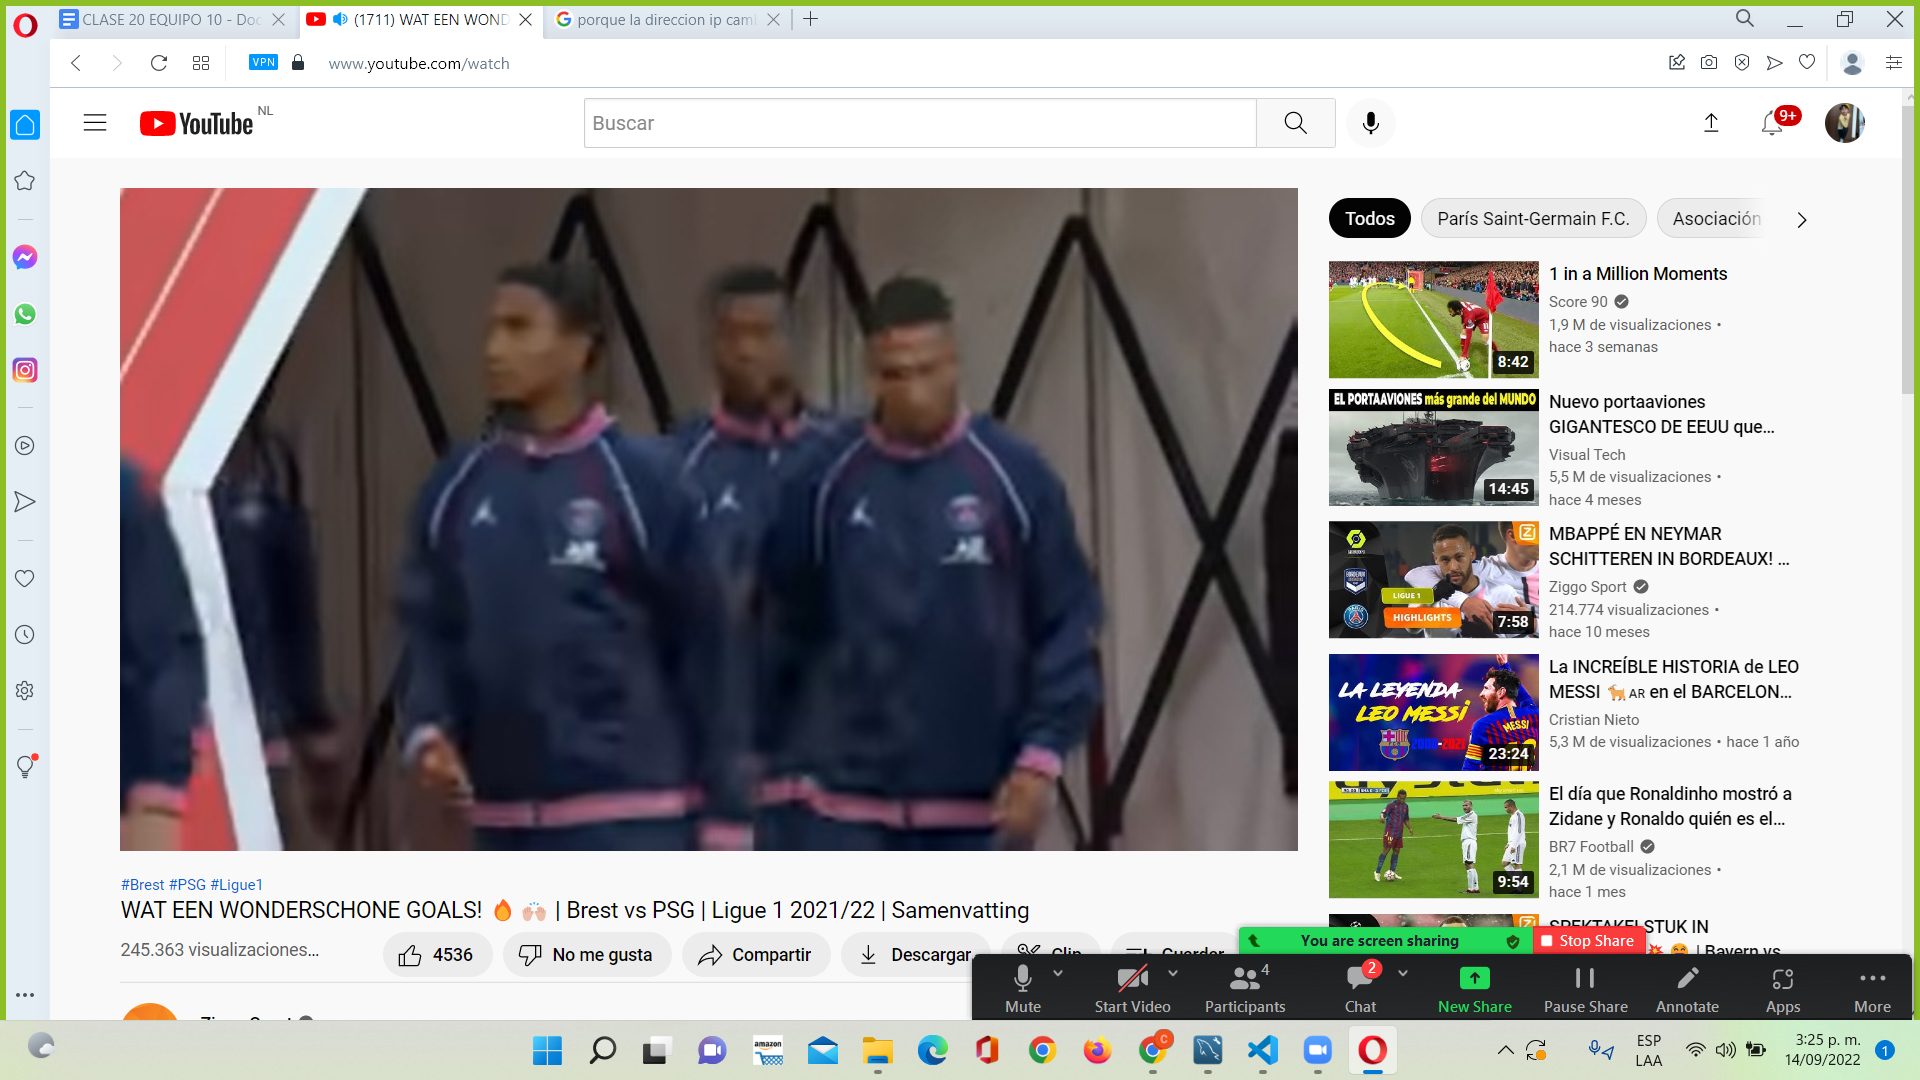 CLASE 20 EQUIPO 10 - Doc
(1711) WAT EEN WOND
porque la direccion ip cam
VPN
www.youtube.com/watch
YouTube NL
Buscar
9+
Todos
París Saint-Germain F.C.
Asociación
1 in a Million Moments
Score 90
1,9 M de visualizaciones •
hace 3 semanas
8:42
EL PORTAAVIONES más grande del MUNDO
14:45
Nuevo portaaviones
GIGANTESCO DE EEUU que...
Visual Tech
5,5 M de visualizaciones •
hace 4 meses
LIGUE 1
HIGHLIGHTS
7:58
MBAPPÉ EN NEYMAR
SCHITTEREN IN BORDEAUX! ...
Ziggo Sport
214.774 visualizaciones •
hace 10 meses
LA LEYENDA
LEO MESSI
MESSI
23:24
La INCREÍBLE HISTORIA de LEO
MESSI 🐐 AR en el BARCELON...
Cristian Nieto
5,3 M de visualizaciones • hace 1 año
9:54
El día que Ronaldinho mostró a
Zidane y Ronaldo quién es el...
BR7 Football
2,1 M de visualizaciones •
hace 1 mes
SPEKTAKELSTUK IN
| Bayern vs
#Brest #PSG #Ligue1
WAT EEN WONDERSCHONE GOALS! 🔥 🙌🏻 | Brest vs PSG | Ligue 1 2021/22 | Samenvatting
245.363 visualizaciones...
4536
No me gusta
Compartir
Descargar
Clip
Guardar
You are screen sharing
Stop Share
Mute
Start Video
Participants
4
Chat
2
New Share
Pause Share
Annotate
Apps
More
amazon
C
ESP
LAA
3:25 p. m.
14/09/2022
1